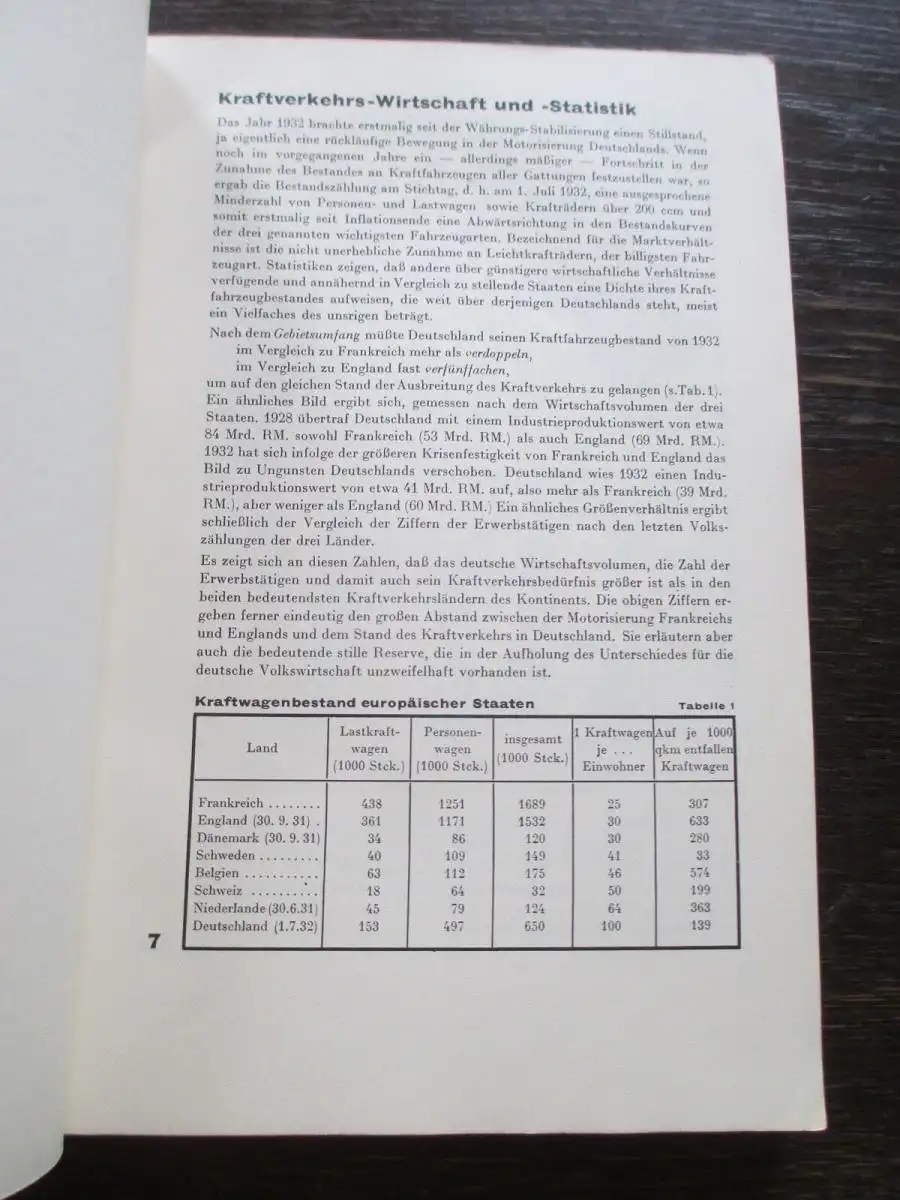 Kraftverkehrs-Wirtschaft und -Statistik
Das Jahr 1932 brachte erstmalig seit der Währungs-Stabilisierung einen Stillstand,
ja eigentlich eine rückläufige Bewegung in der Motorisierung Deutschlands. Wenn
noch im vorgegangenen Jahre ein — allerdings mäßiger — Fortschritt in der
Zunahme des Bestandes an Kraftfahrzeugen aller Gattungen festzustellen war, so
ergab die Bestandszählung am Stichtag, d. h. am 1. Juli 1932, eine ausgesprochene
Minderzahl von Personen- und Lastwagen sowie Krafträdern über 200 ccm und
somit erstmalig seit Inflationsende eine Abwärtsrichtung in den Bestandskurven
der drei genannten wichtigsten Fahrzeugarten. Bezeichnend für die Marktverhält-
nisse ist die nicht unerhebliche Zunahme an Leichtkrafträdern, der billigsten Fahr-
zeugart. Statistiken zeigen, daß andere über günstigere wirtschaftliche Verhältnisse
verfügende und annähernd in Vergleich zu stellende Staaten eine Dichte ihres Kraft-
fahrzeugbestandes aufweisen, die weit über derjenigen Deutschlands steht, meist
ein Vielfaches des unsrigen beträgt.
Nach dem Gebietsumfang müßte Deutschland seinen Kraftfahrzeugbestand von 1932
im Vergleich zu Frankreich mehr als verdoppeln,
im Vergleich zu England fast verfünffachen,
um auf den gleichen Stand der Ausbreitung des Kraftverkehrs zu gelangen (s.Tab.1).
Ein ähnliches Bild ergibt sich, gemessen nach dem Wirtschaftsvolumen der drei
Staaten. 1928 übertraf Deutschland mit einem Industrieproduktionswert von etwa
84 Mrd. RM. sowohl Frankreich (53 Mrd. RM.) als auch England (69 Mrd. RM.).
1932 hat sich infolge der größeren Krisenfestigkeit von Frankreich und England das
Bild zu Ungunsten Deutschlands verschoben. Deutschland wies 1932 einen Indu-
strieproduktionswert von etwa 41 Mrd. RM. auf, also mehr als Frankreich (39 Mrd.
RM.), aber weniger als England (60 Mrd. RM.) Ein ähnliches Größenverhältnis ergibt
schließlich der Vergleich der Ziffern der Erwerbstätigen nach den letzten Volks-
zählungen der drei Länder.
Es zeigt sich an diesen Zahlen, daß das deutsche Wirtschaftsvolumen, die Zahl der
Erwerbstätigen und damit auch sein Kraftverkehrsbedürfnis größer ist als in den
beiden bedeutendsten Kraftverkehrsländern des Kontinents. Die obigen Ziffern er-
geben ferner eindeutig den großen Abstand zwischen der Motorisierung Frankreichs
und Englands und dem Stand des Kraftverkehrs in Deutschland. Sie erläutern aber
auch die bedeutende stille Reserve, die in der Aufholung des Unterschiedes für die
deutsche Volkswirtschaft unzweifelhaft vorhanden ist.
Kraftwagenbestand europäischer Staaten Tabelle 1
Land Lastkraft- wagen (1000 Stck.) Personen- wagen (1000 Stck.) insgesamt (1000 Stck.) 1 Kraftwagen je ... Einwohner Auf je 1000 qkm entfallen Kraftwagen
Frankreich ........ 438 1251 1689 25 307
England (30. 9. 31) . 361 1171 1532 30 633
Dänemark (30. 9. 31) 34 86 120 30 280
Schweden ......... 40 109 149 41 33
Belgien ........... 63 112 175 46 574
Schweiz .......... 18 64 32 50 199
Niederlande (30.6.31) 45 79 124 64 363
Deutschland (1.7.32) 153 497 650 100 139
7